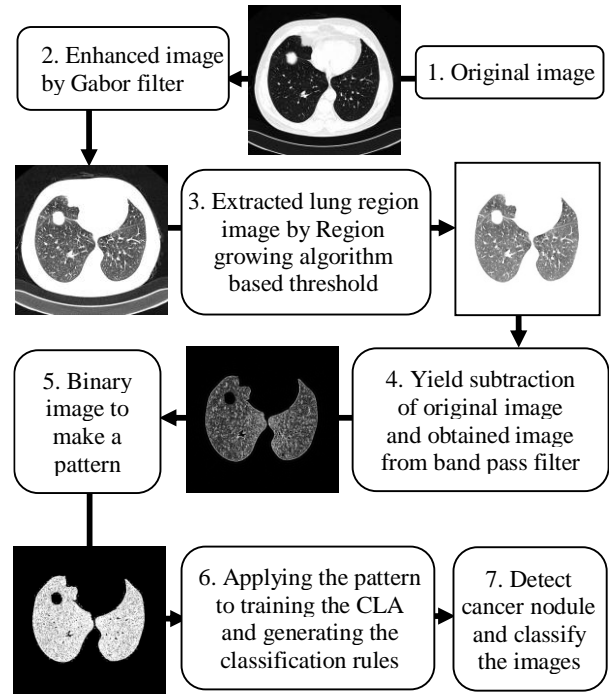 1. Original image
2. Enhanced image
by Gabor filter
3. Extracted lung region
image by Region
growing algorithm
based threshold
4. Yield subtraction
of original image
and obtained image
from band pass filter
5. Binary
image to
make a
pattern
6. Applying the pattern
to training the CLA
and generating the
classification rules
7. Detect
cancer nodule
and classify
the images